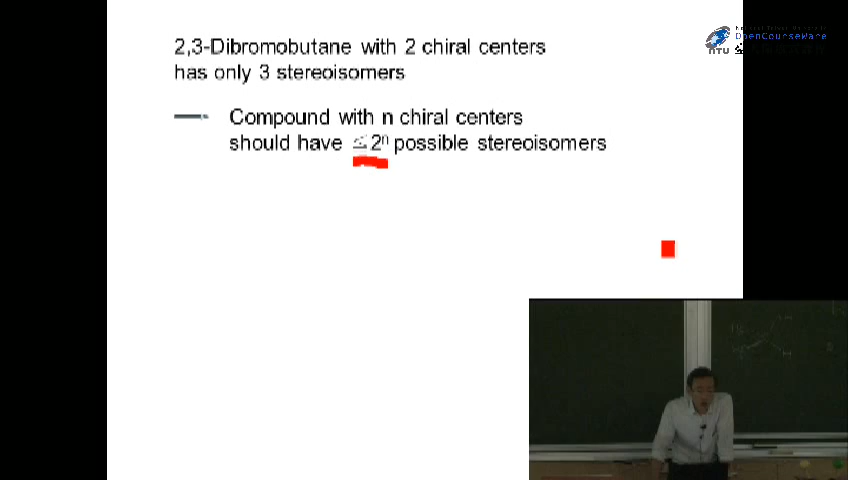 2,3-Dibromobutane with 2 chiral centers
has only 3 stereoisomers
Compound with n chiral centers
should have ≦2ⁿ possible stereoisomers
OpenCourseWare
NTU